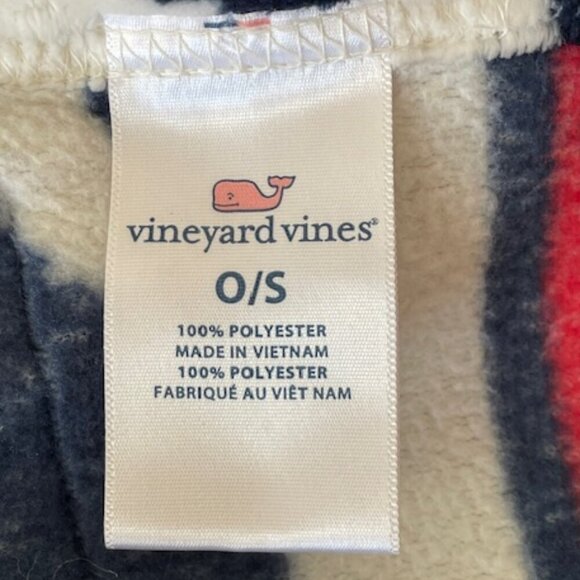 vineyard vines®
O/S
100% POLYESTER
MADE IN VIETNAM
100% POLYESTER
FABRIQUÉ AU VIÊT NAM